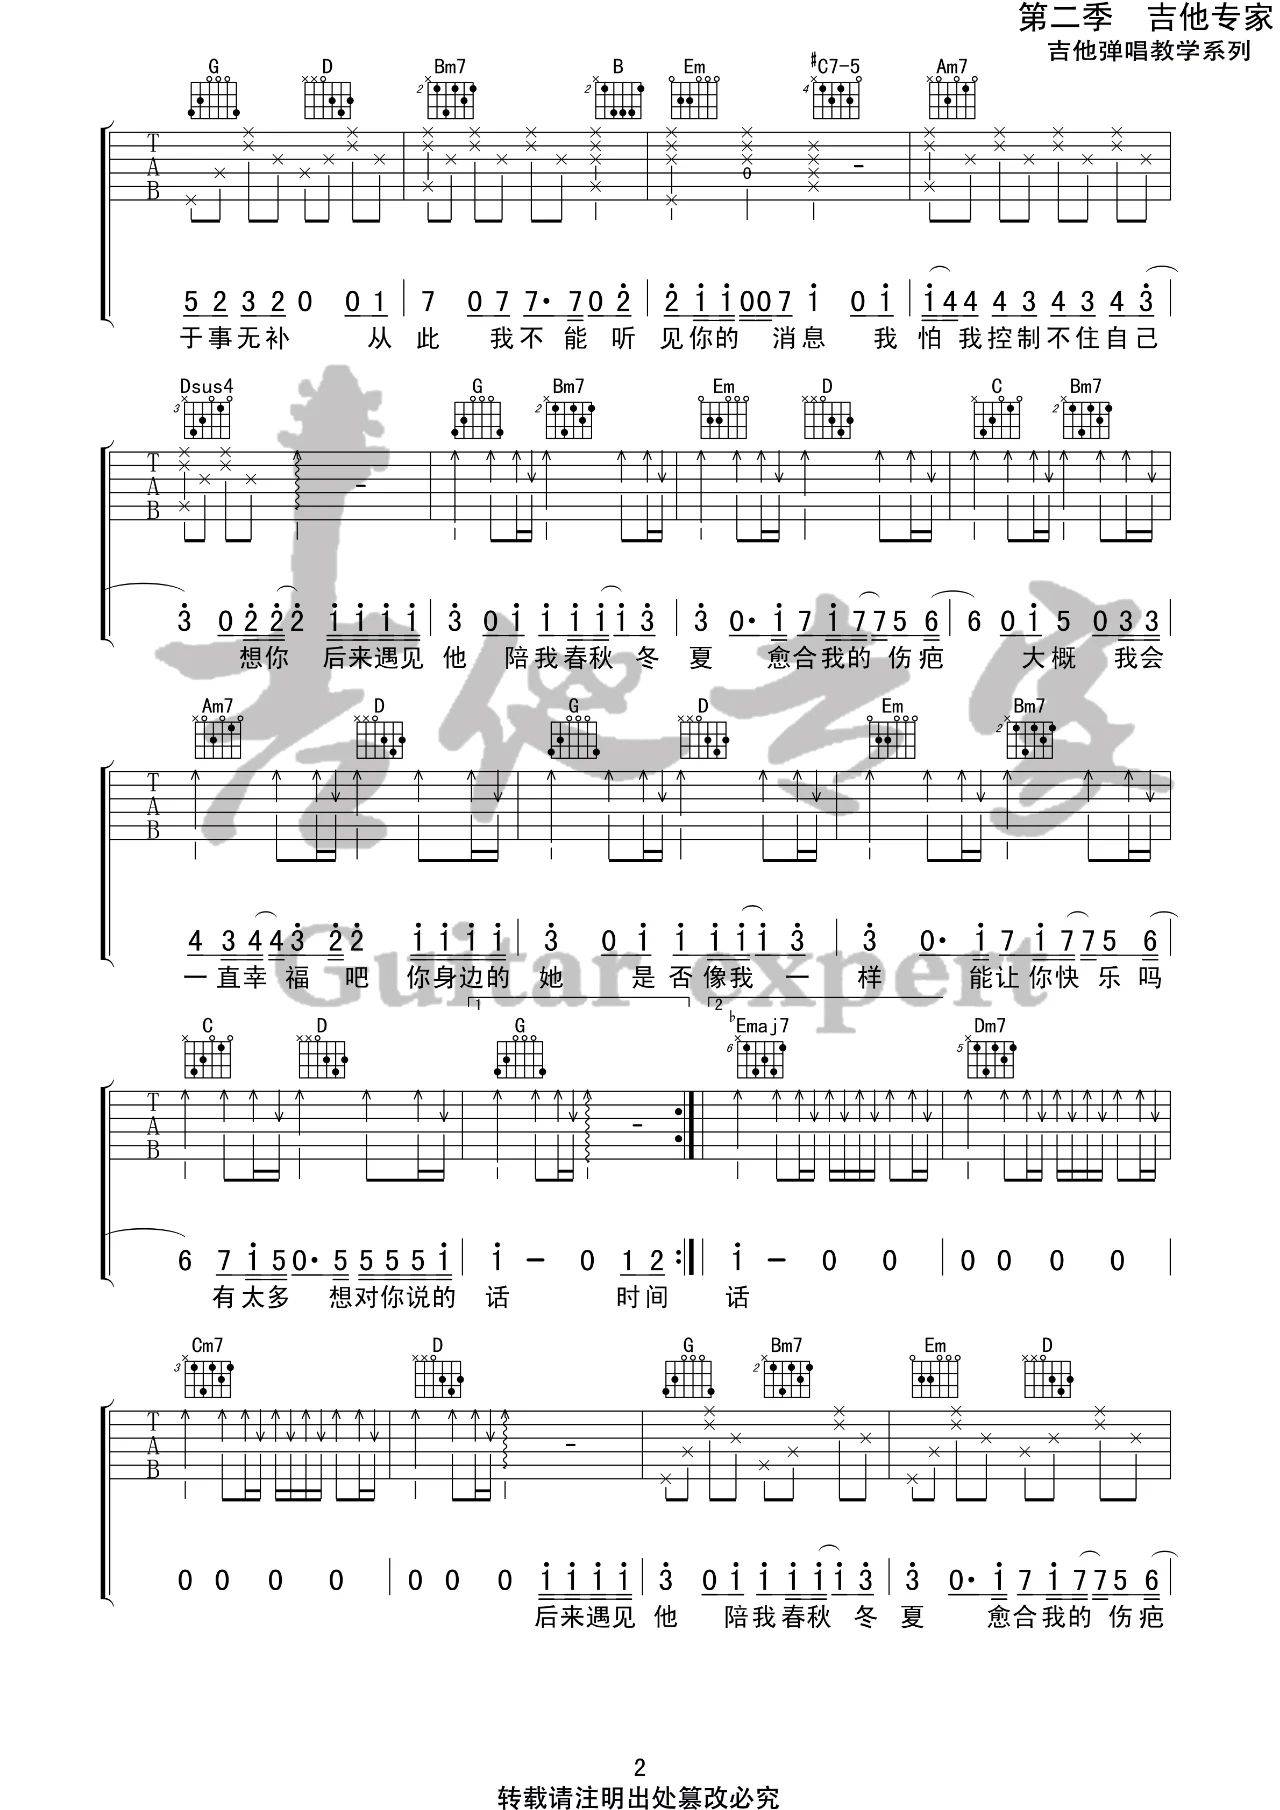 第二季 吉他专家
吉他弹唱教学系列
G D Bm7 B Em #C7-5 Am7
2 2 4
T
A
B
0
5 2 3 2 0 0 1 7 0 7 7· 7 0 2 2 1 1 0 0 7 1 0 1 1 4 4 4 3 4 3 4 3
于事无补 从此 我不能听见你的 消息 我怕我控制不住自己
Dsus4 G Bm7 Em D C Bm7
3 2 2
T
A
B
3 0 2 2 2 1 1 1 1 3 0 1 1 1 1 1 3 3 0· 1 7 1 7 7 5 6 6 0 1 5 0 3 3
想你 后来遇见他 陪我春秋冬夏 愈合我的伤疤 大概 我会
Am7 D G D Em Bm7
2
T
A
B
4 3 4 4 3 2 2 1 1 1 1 3 0 1 1 1 1 1 3 3 0· 1 7 1 7 7 5 6
一直幸福吧 你身边的她 是否像我一样 能让你快乐吗
Guitar expert
1 2
C D G ♭Emaj7 Dm7
6 5
T
A
B
6 7 1 5 0· 5 5 5 5 1 1 - 0 1 2 1 - 0 0 0 0 0 0
有太多 想对你说的话 时间 话
Cm7 D G Bm7 Em D
3 2
T
A
B
0 0 0 0 0 0 0 1 1 1 1 3 0 1 1 1 1 1 3 3 0· 1 7 1 7 7 5 6
后来遇见他 陪我春秋冬夏 愈合我的伤疤
2
转载请注明出处篡改必究